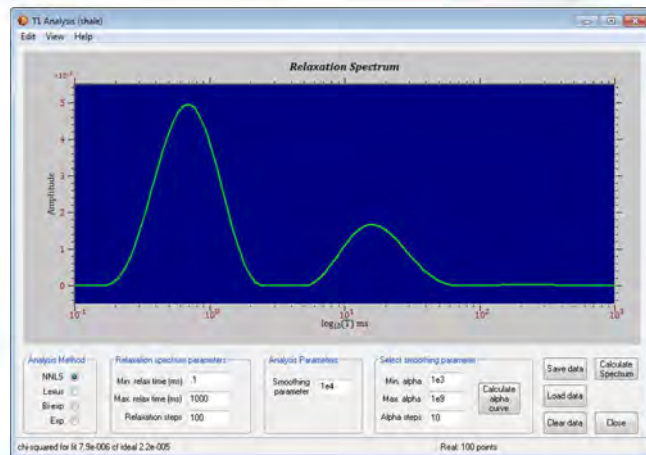 T1 Analysis (shale)
Edit View Help
Relaxation Spectrum
5
4
3
2
1
0
Amplitude
10⁻¹ 10⁰ 10¹ 10² 10³
log₁₀(T) ms
Analysis Method
NNLS
Lexus
Bi-exp
Exp
Relaxation spectrum parameters
Min. relax time (ms) .1
Max. relax time (ms) 1000
Relaxation steps 100
Analysis Parameters
Smoothing parameter 1e4
Select smoothing parameter
Min. alpha 1e3
Max. alpha 1e9
Alpha steps 10
Calculate
alpha
curve
Save data
Load data
Clear data
Calculate
Spectrum
Close
chi-squared for fit 7.9e-006 cf ideal 2.2e-005
Real: 100 points